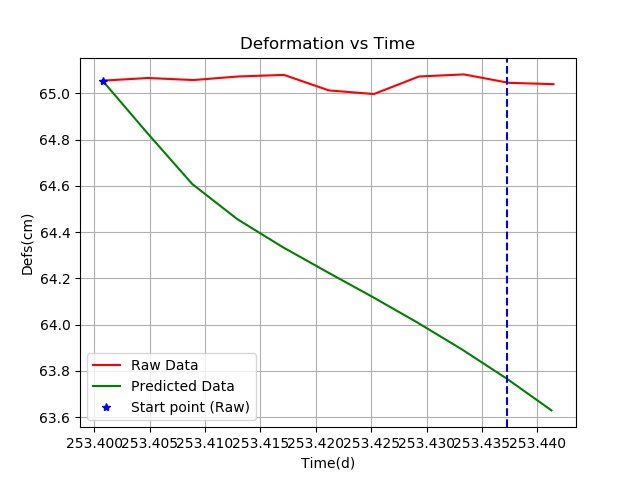 Deformation vs Time
Defs(cm)
65.0
64.8
64.6
64.4
64.2
64.0
63.8
63.6
Raw Data
Predicted Data
Start point (Raw)
253.400 253.405 253.410 253.415 253.420 253.425 253.430 253.435 253.440
Time(d)